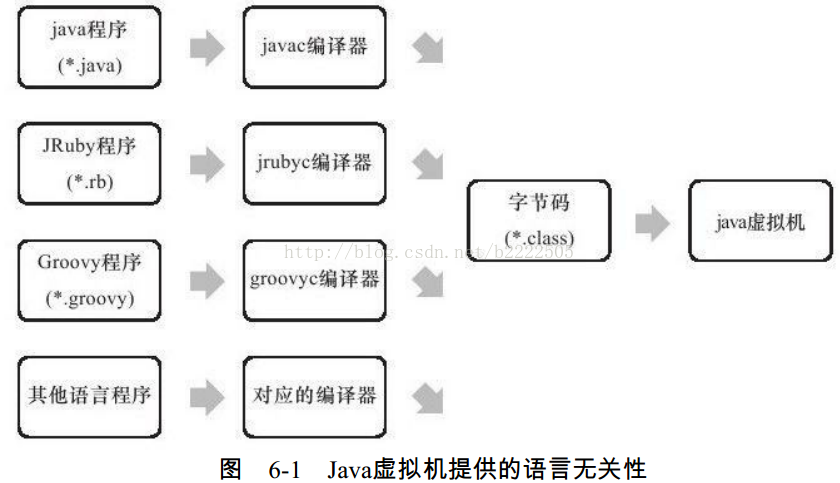 java程序
(*.java)
javac编译器
JRuby程序
(*.rb)
jrubyc编译器
字节码
(*.class)
java虚拟机
http://blog.csdn.net/b2222505
Groovy程序
(*.groovy)
groovyc编译器
其他语言程序
对应的编译器
图 6-1 Java虚拟机提供的语言无关性